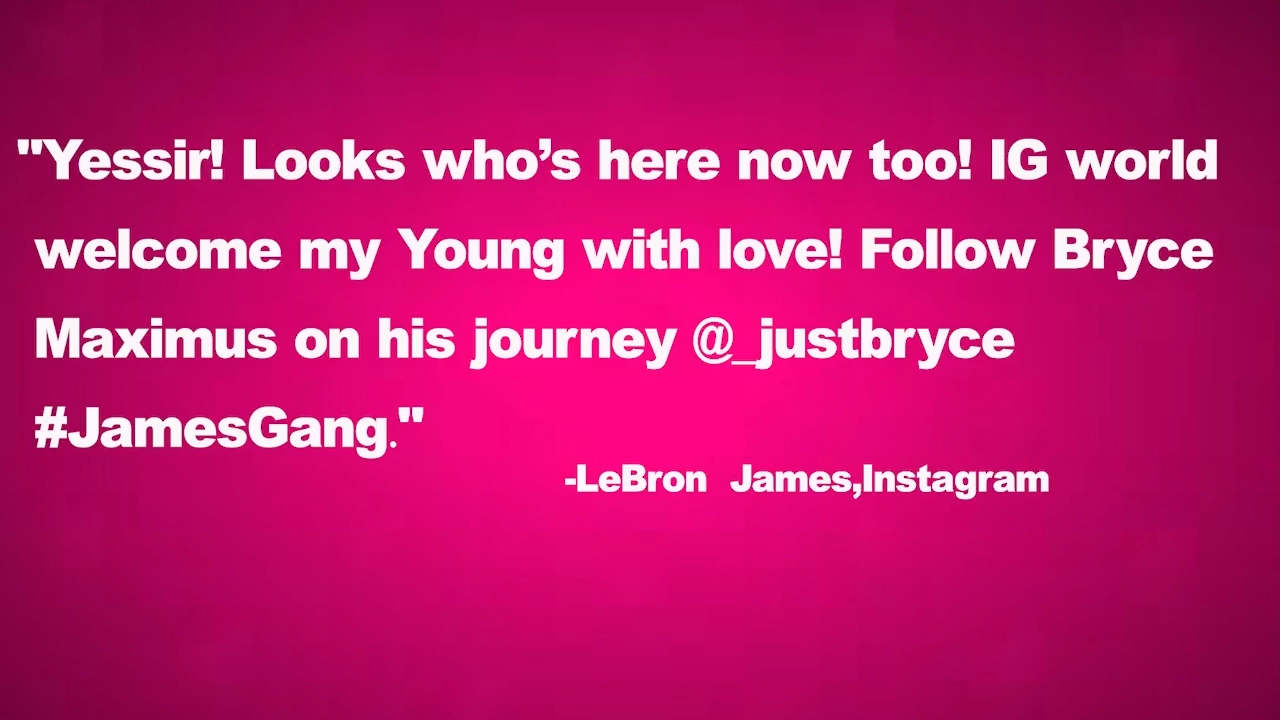 "Yessir! Looks who’s here now too! IG world
welcome my Young with love! Follow Bryce
Maximus on his journey @_justbryce
#JamesGang."
-LeBron James,Instagram